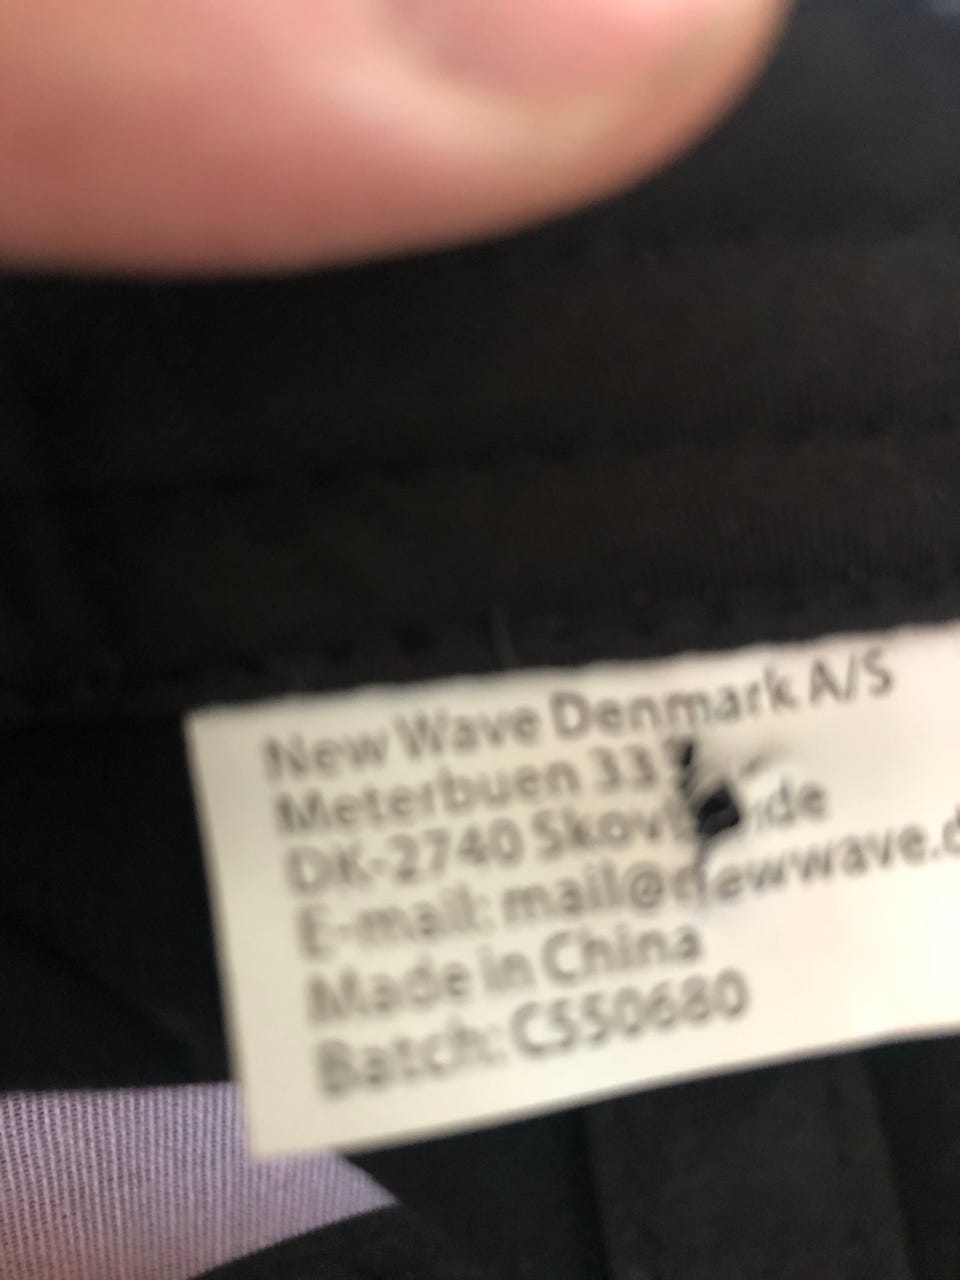 New Wave Denmark A/S
Meterbuen
DK-2740
E-mail:
Made in China
Batch: C550680